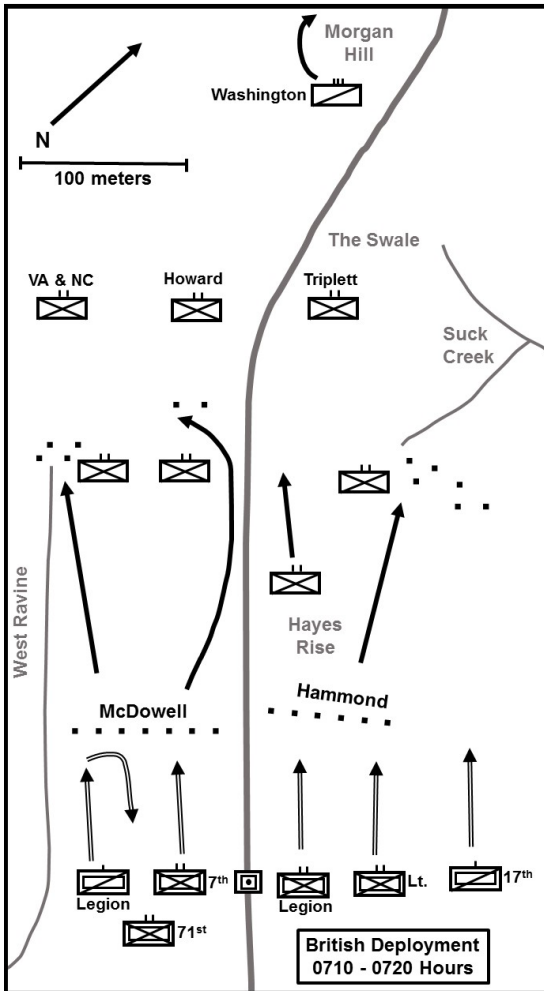 Morgan
Hill
Washington
N
100 meters
The Swale
VA & NC
Howard
Triplett
Suck
Creek
West Ravine
Hayes
Rise
McDowell
Hammond
Legion
7th
71st
Legion
Lt.
17th
British Deployment
0710 - 0720 Hours